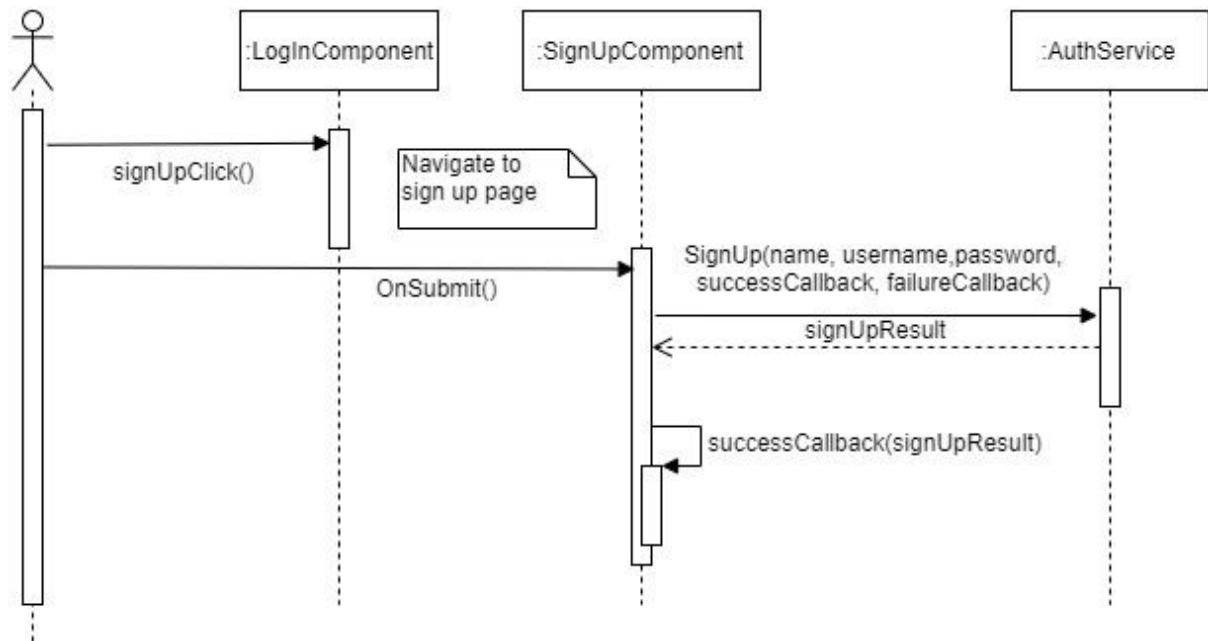 :LogInComponent
:SignUpComponent
:AuthService
signUpClick()
Navigate to
sign up page
SignUp(name, username,password,
successCallback, failureCallback)
OnSubmit()
signUpResult
successCallback(signUpResult)